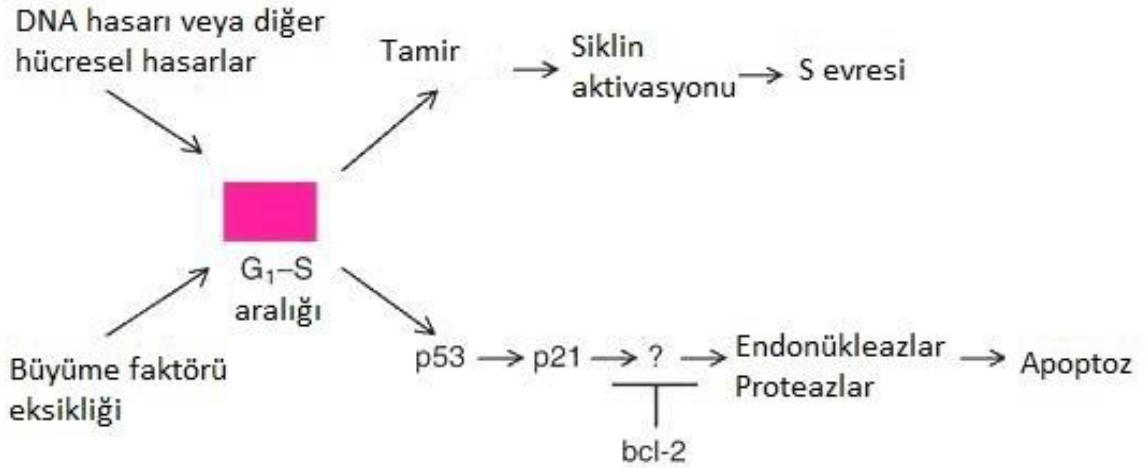 DNA hasarı veya diğer
hücresel hasarlar
Tamir
Siklin
aktivasyonu
S evresi
G₁–S
aralığı
Büyüme faktörü
eksikliği
p53
p21
?
Endonükleazlar
Proteazlar
Apoptoz
bcl-2